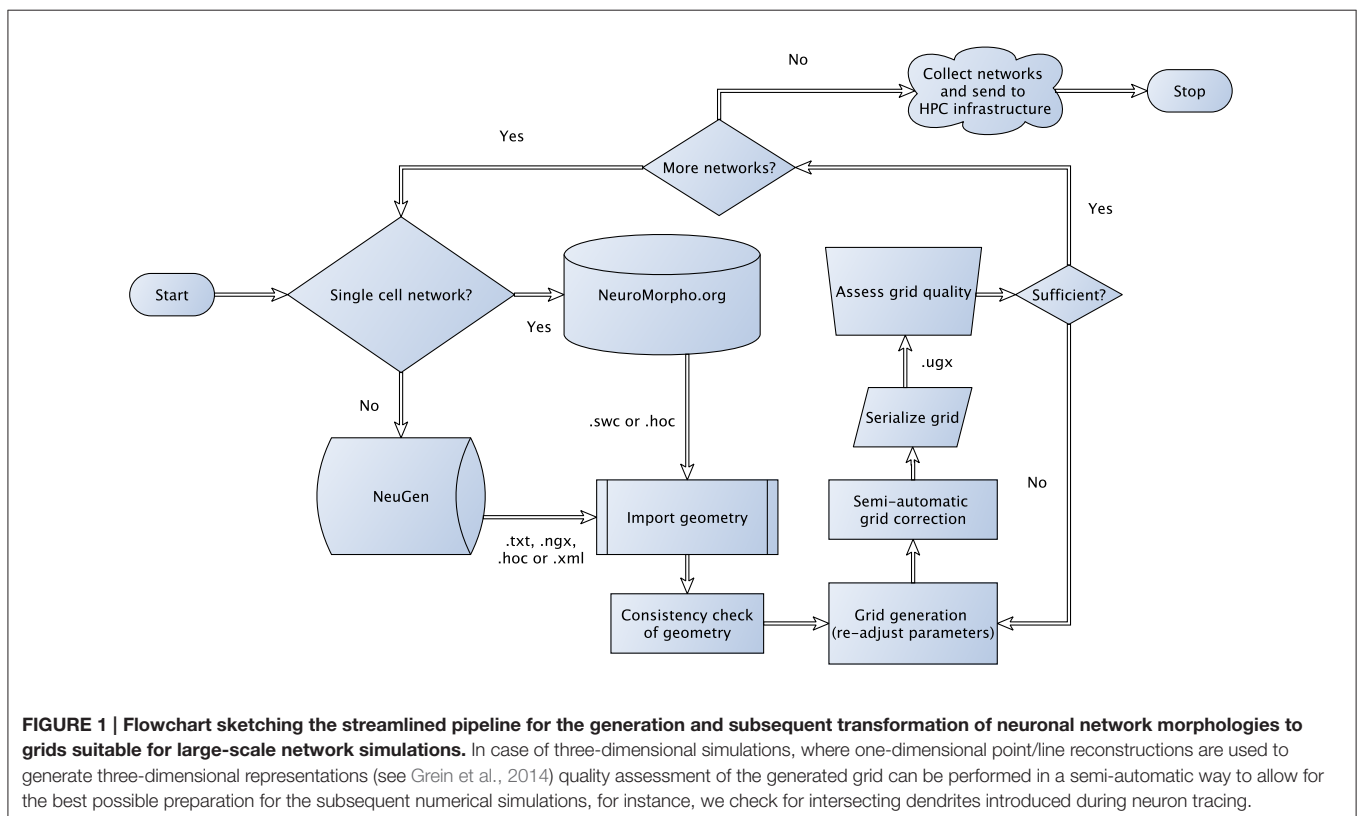 No
Collect networks
and send to
HPC infrastructure
Stop
Yes
More networks?
Yes
Start
Single cell network?
Yes
NeuroMorpho.org
Assess grid quality
Sufficient?
.ugx
No
.swc or .hoc
Serialize grid
NeuGen
Import geometry
Semi-automatic
grid correction
No
.txt, .ngx,
.hoc or .xml
Consistency check
of geometry
Grid generation
(re-adjust parameters)
FIGURE 1 | Flowchart sketching the streamlined pipeline for the generation and subsequent transformation of neuronal network morphologies to
grids suitable for large-scale network simulations. In case of three-dimensional simulations, where one-dimensional point/line reconstructions are used to
generate three-dimensional representations (see Grein et al., 2014) quality assessment of the generated grid can be performed in a semi-automatic way to allow for
the best possible preparation for the subsequent numerical simulations, for instance, we check for intersecting dendrites introduced during neuron tracing.